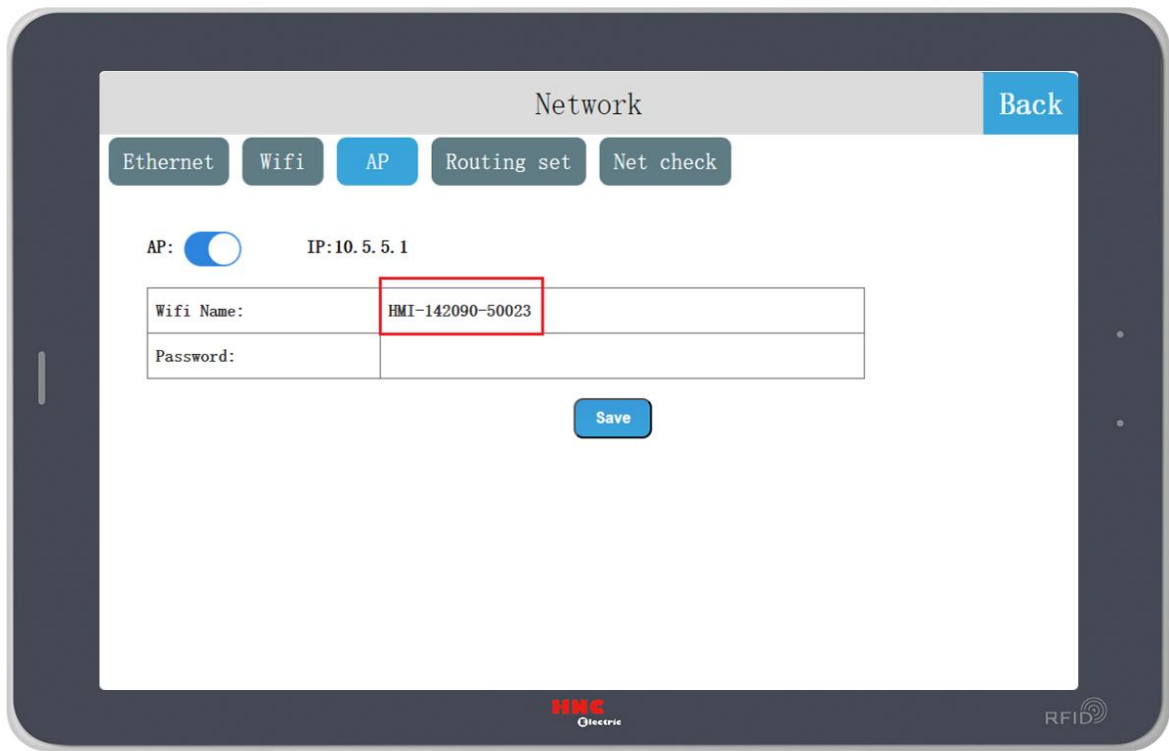 Network
Back
Ethernet Wifi AP Routing set Net check
AP: IP:10.5.5.1
Wifi Name: HMI-142090-50023
Password:
Save
HNC
Electric
RFID